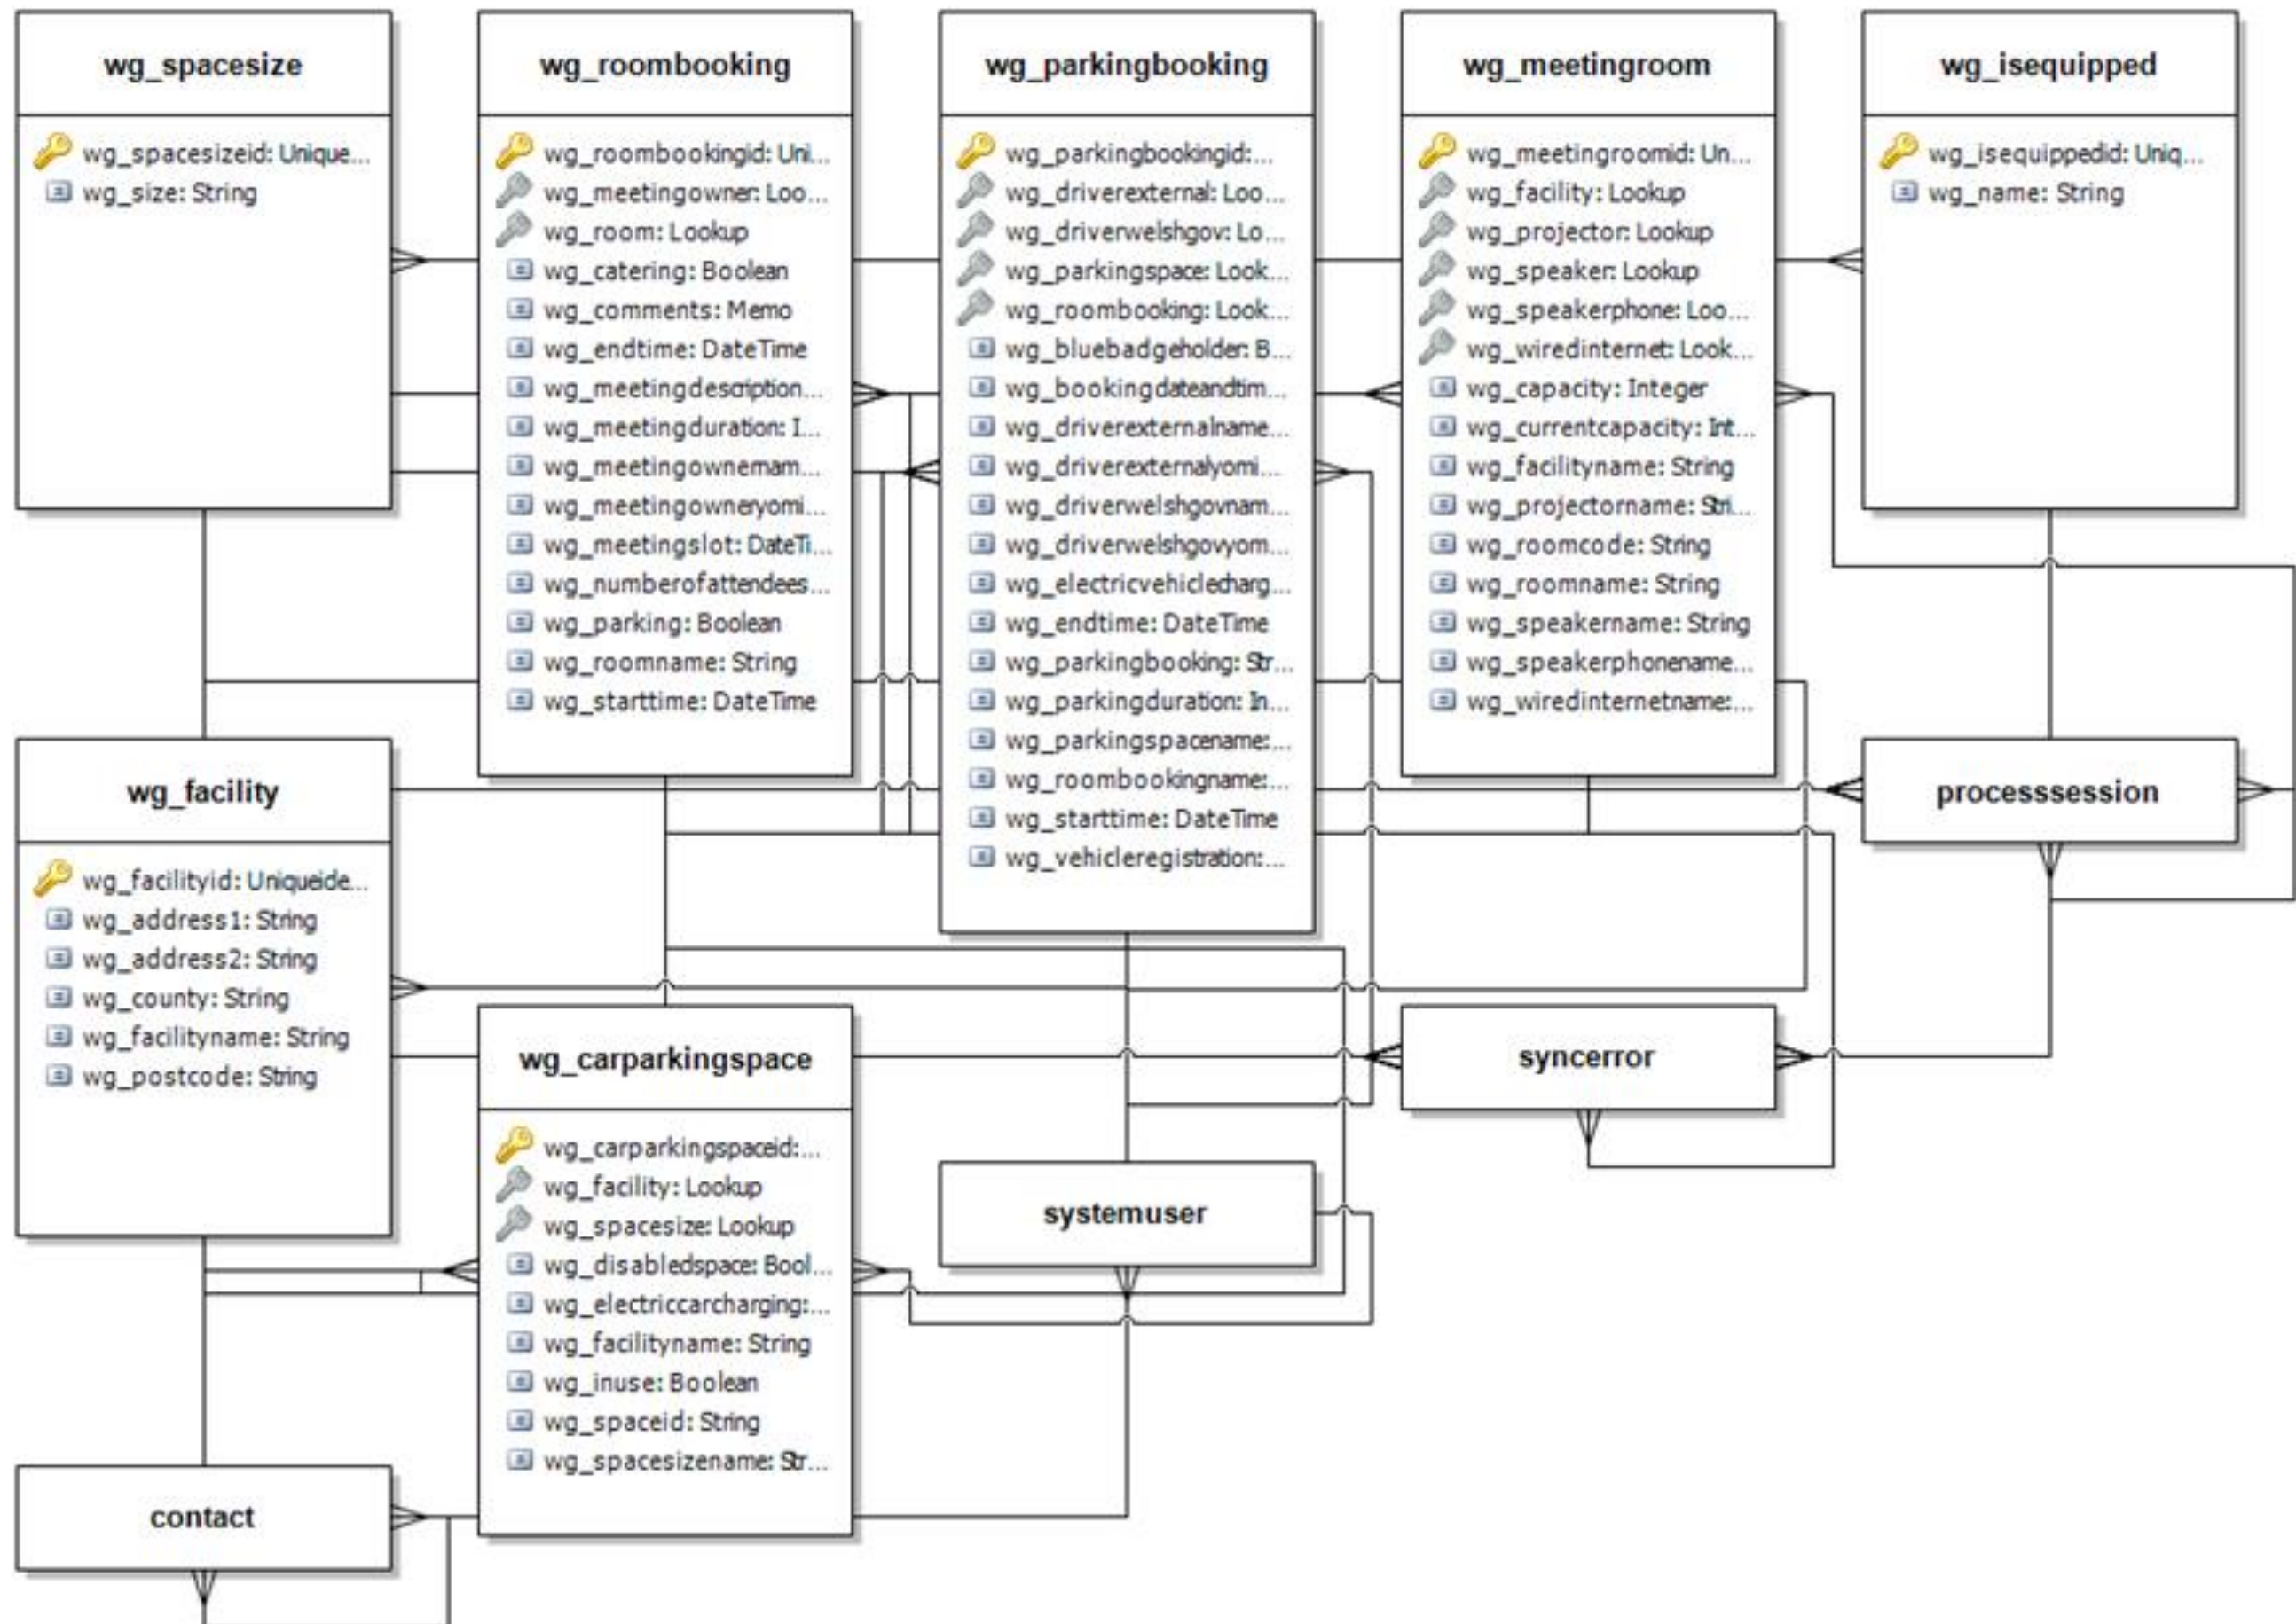 wg_spacesize
wg_spacesizeid: Unique...
wg_size: String
wg_roombooking
wg_roombookingid: Uni...
wg_meetingowner: Loo...
wg_room: Lookup
wg_catering: Boolean
wg_comments: Memo
wg_endtime: DateTime
wg_meetingdescription...
wg_meetingduration: I...
wg_meetingownernam...
wg_meetingowneryomi...
wg_meetingslot: DateTi...
wg_numberofattendees...
wg_parking: Boolean
wg_roomname: String
wg_starttime: DateTime
wg_parkingbooking
wg_parkingbookingid:...
wg_driverexternal: Loo...
wg_driverwelshgov: Lo...
wg_parkingspace: Look...
wg_roombooking: Look...
wg_bluebadgeholder: B...
wg_bookingdateandtim...
wg_driverexternalname...
wg_driverexternalyomi...
wg_driverwelshgovnam...
wg_driverwelshgovyom...
wg_electricvehiclecharg...
wg_endtime: DateTime
wg_parkingbooking: Str...
wg_parkingduration: In...
wg_parkingspacename:...
wg_roombookingname:...
wg_starttime: DateTime
wg_vehicleregistration:...
wg_meetingroom
wg_meetingroomid: Un...
wg_facility: Lookup
wg_projector: Lookup
wg_speaker: Lookup
wg_speakerphone: Loo...
wg_wiredinternet: Look...
wg_capacity: Integer
wg_currentcapacity: Int...
wg_facilityname: String
wg_projectorname: Stri...
wg_roomcode: String
wg_roomname: String
wg_speakername: String
wg_speakerphonename...
wg_wiredinternetname:...
wg_isequipped
wg_isequippedid: Uniq...
wg_name: String
wg_facility
wg_facilityid: Uniqueide...
wg_address1: String
wg_address2: String
wg_county: String
wg_facilityname: String
wg_postcode: String
processsession
wg_carparkingspace
wg_carparkingspaceid:...
wg_facility: Lookup
wg_spacesize: Lookup
wg_disabledspace: Bool...
wg_electriccarcharging:...
wg_facilityname: String
wg_inuse: Boolean
wg_spaceid: String
wg_spacesizename: Str...
syncerror
systemuser
contact